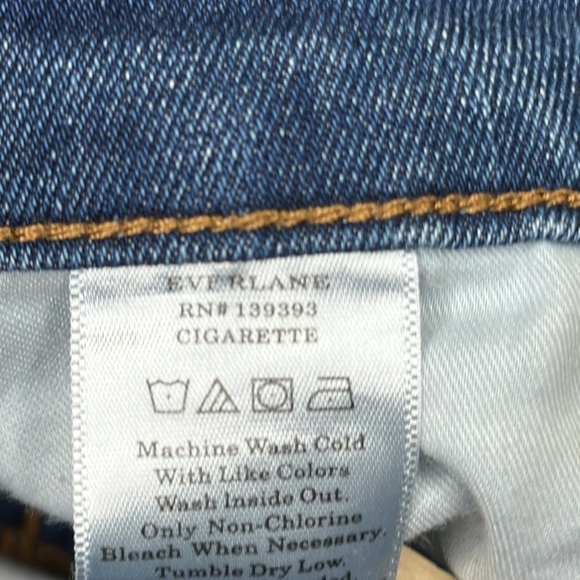 EVERLANE
RN# 139393
CIGARETTE
Machine Wash Cold
With Like Colors
Wash Inside Out.
Only Non-Chlorine
Bleach When Necessary.
Tumble Dry Low.